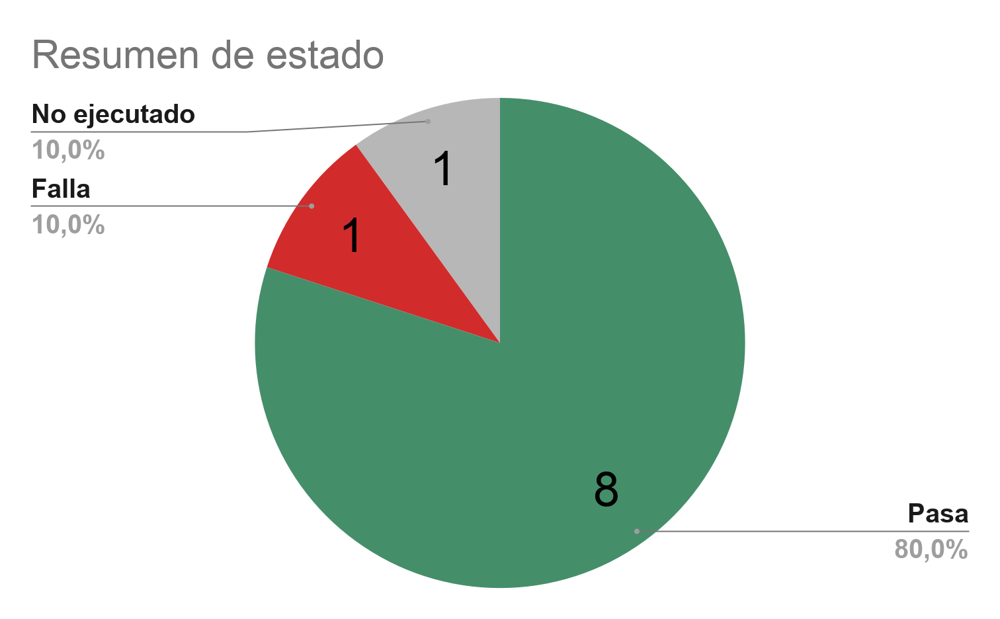 Resumen de estado
No ejecutado
10,0%
1
Falla
10,0%
1
8
Pasa
80,0%